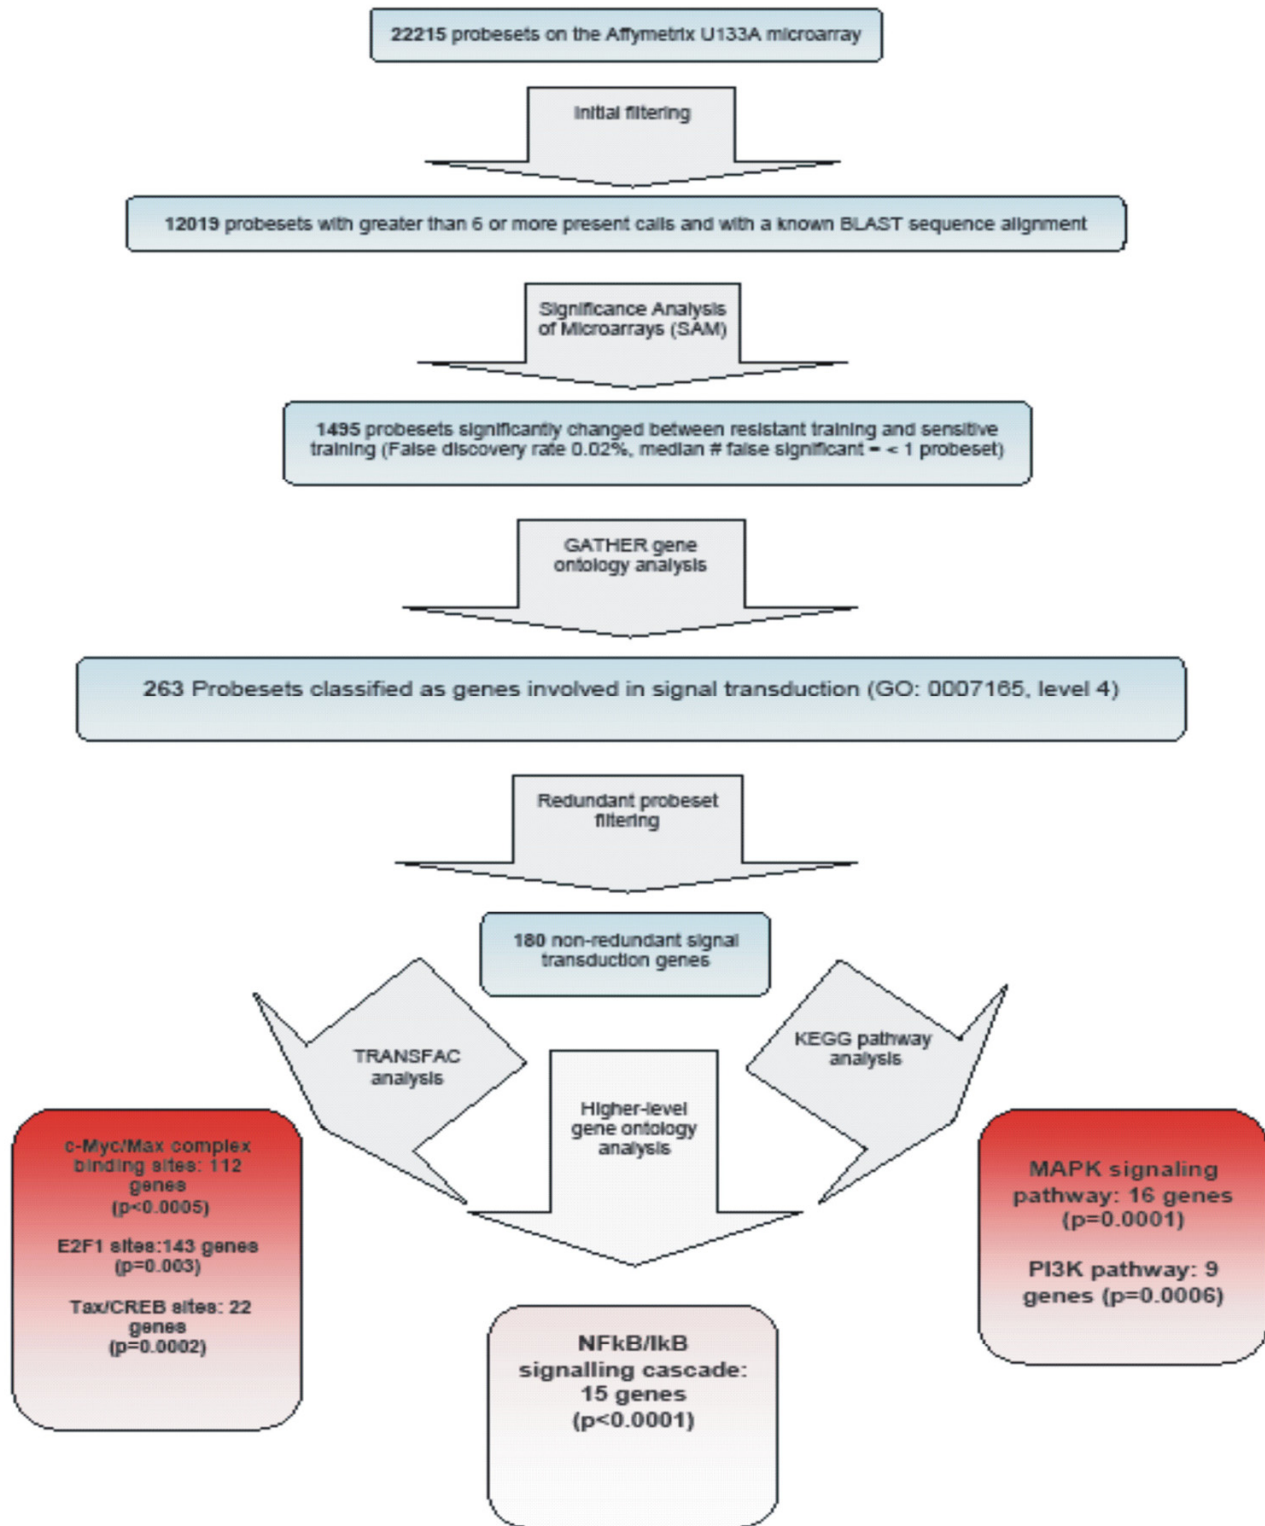 22215 probesets on the Affymetrix U133A microarray
Initial filtering
12019 probesets with greater than 6 or more present calls and with a known BLAST sequence alignment
Significance Analysis
of Microarrays (SAM)
1495 probesets significantly changed between resistant training and sensitive
training (False discovery rate 0.02%, median # false significant = < 1 probeset)
GATHER gene
ontology analysis
263 Probesets classified as genes involved in signal transduction (GO: 0007165, level 4)
Redundant probeset
filtering
180 non-redundant signal
transduction genes
TRANSFAC
analysis
Higher-level
gene ontology
analysis
KEGG pathway
analysis
c-Myc/Max complex
binding sites: 112
genes
(p<0.0005)
E2F1 sites:143 genes
(p=0.003)
Tax/CREB sites: 22
genes
(p=0.0002)
NFkB/IkB
signalling cascade:
15 genes
(p<0.0001)
MAPK signaling
pathway: 16 genes
(p=0.0001)
PI3K pathway: 9
genes (p=0.0006)